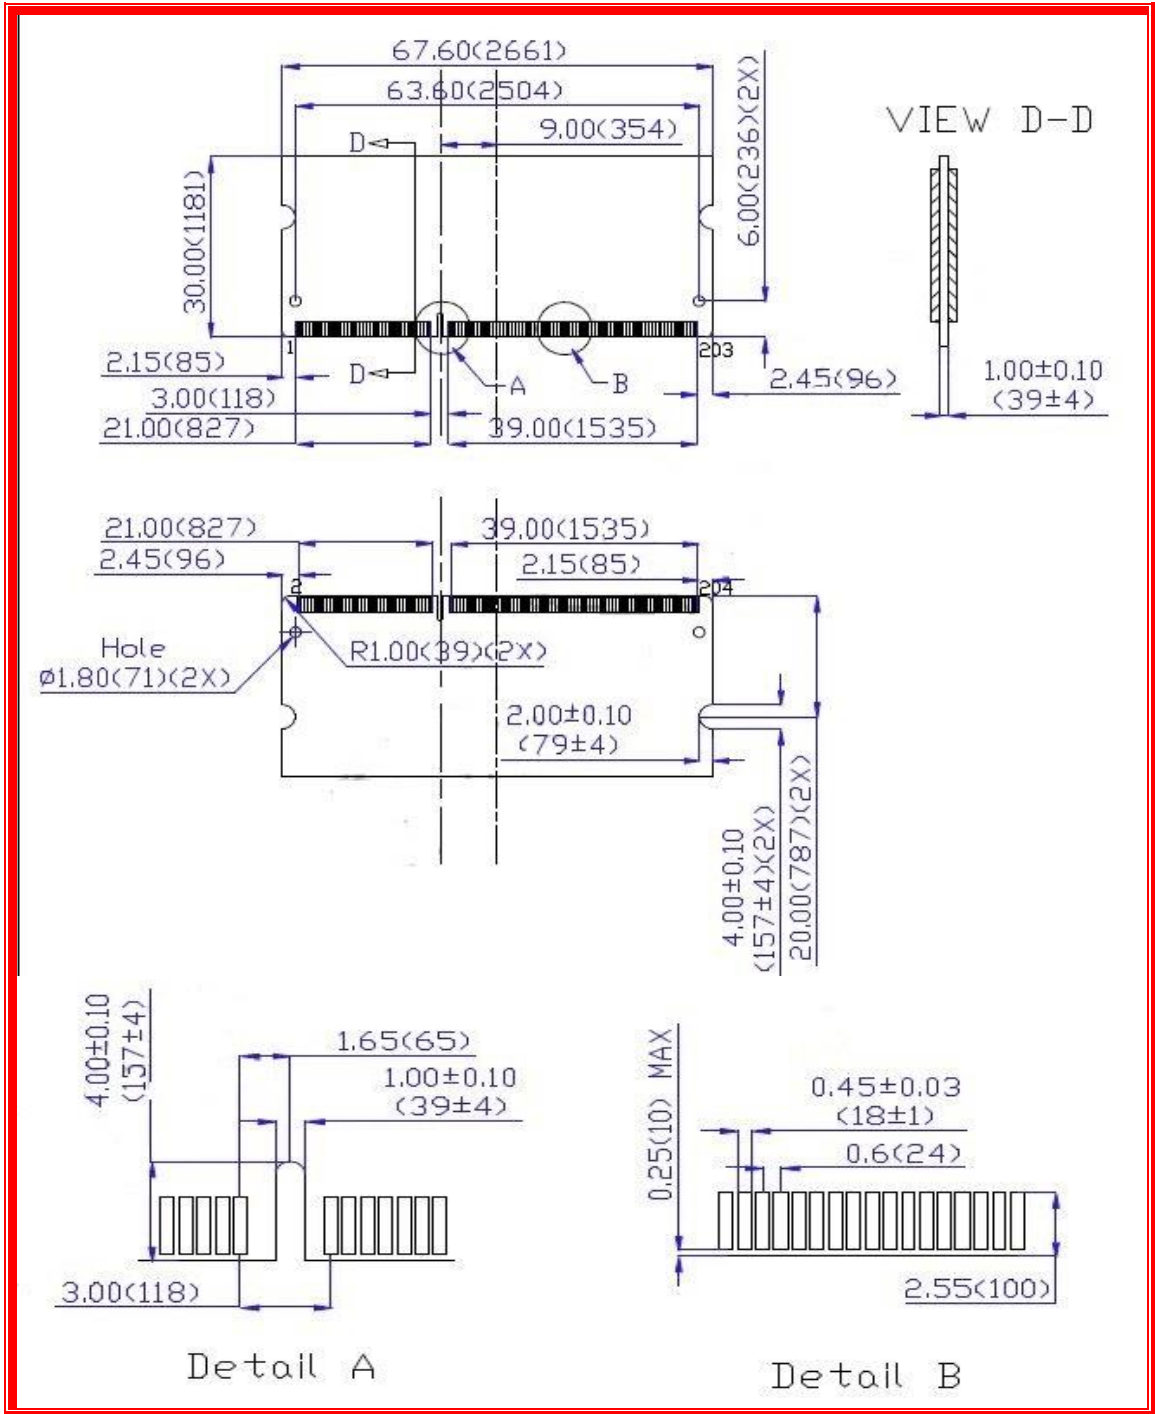 67.60(2661)
63.60(2504)
9.00(354)
6.00(236)(2X)
VIEW D-D
D
30.00(1181)
1
203
2.15(85)
D
A
B
2.45(96)
1.00±0.10
(39±4)
3.00(118)
21.00(827)
39.00(1535)
21.00(827)
39.00(1535)
2.45(96)
2.15(85)
2
204
Hole
R1.00(39)(2X)
ø1.80(71)(2X)
2.00±0.10
(79±4)
4.00±0.10
(157±4)(2X)
20.00(787)(2X)
4.00±0.10
(157±4)
1.65(65)
1.00±0.10
(39±4)
3.00(118)
Detail A
0.25(10) MAX
0.45±0.03
(18±1)
0.6(24)
2.55(100)
Detail B